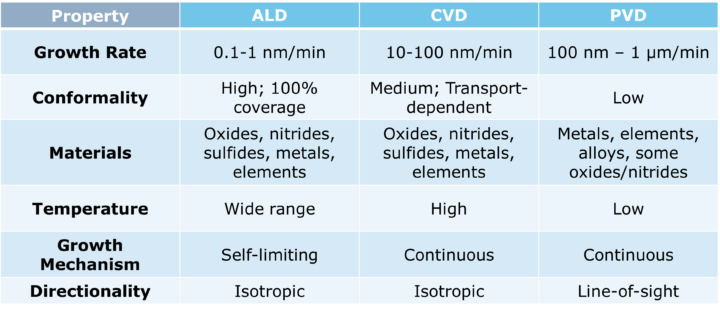 Property ALD CVD PVD
Growth Rate 0.1-1 nm/min 10-100 nm/min 100 nm – 1 µm/min
Conformality High; 100% coverage Medium; Transport-dependent Low
Materials Oxides, nitrides, sulfides, metals, elements Oxides, nitrides, sulfides, metals, elements Metals, elements, alloys, some oxides/nitrides
Temperature Wide range High Low
Growth Mechanism Self-limiting Continuous Continuous
Directionality Isotropic Isotropic Line-of-sight